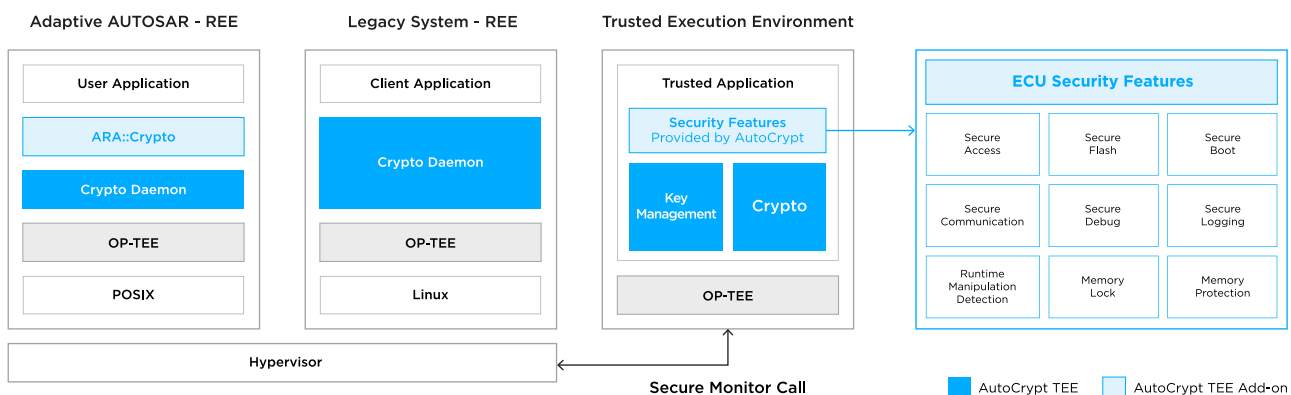 Adaptive AUTOSAR - REE
User Application
ARA::Crypto
Crypto Daemon
OP-TEE
POSIX
Legacy System - REE
Client Application
Crypto Daemon
OP-TEE
Linux
Hypervisor
Trusted Execution Environment
Trusted Application
Security Features
Provided by AutoCrypt
Key
Management
Crypto
OP-TEE
Secure Monitor Call
ECU Security Features
Secure
Access
Secure
Flash
Secure
Boot
Secure
Communication
Secure
Debug
Secure
Logging
Runtime
Manipulation
Detection
Memory
Lock
Memory
Protection
AutoCrypt TEE
AutoCrypt TEE Add-on